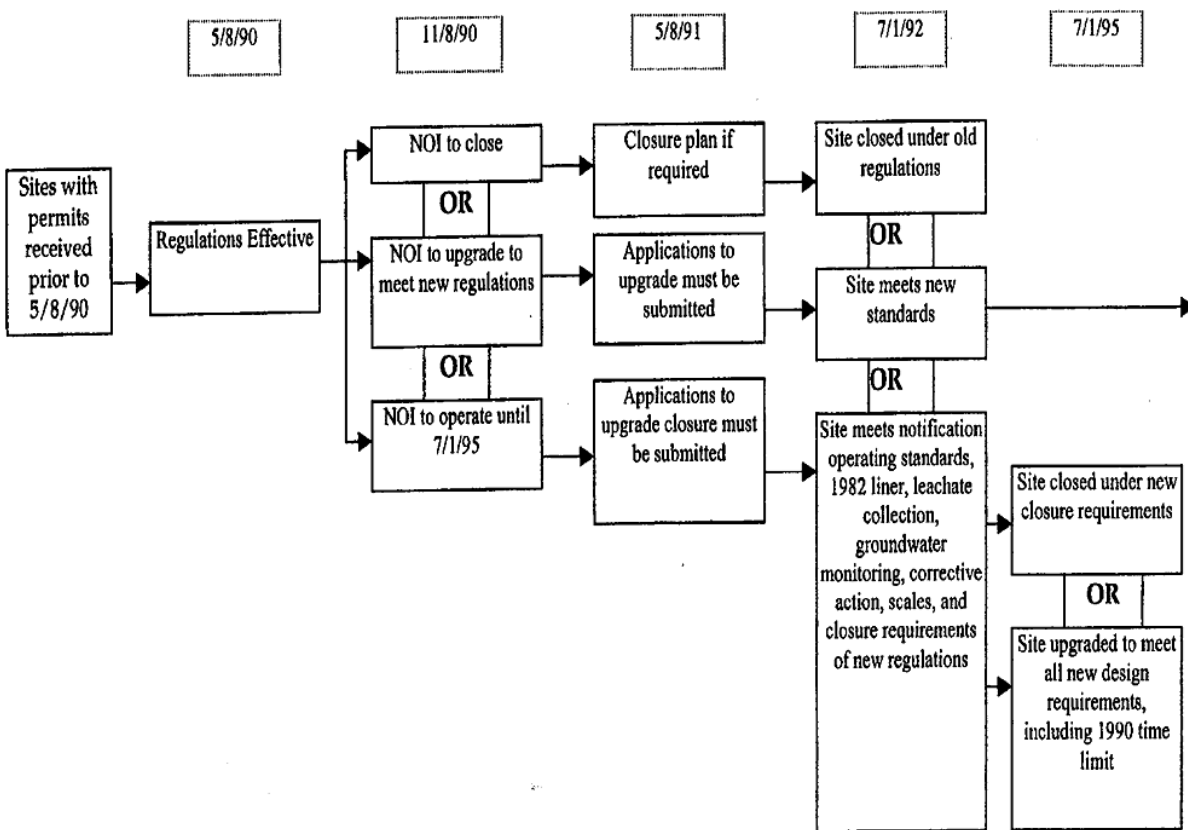 5/8/90
11/8/90
5/8/91
7/1/92
7/1/95
Sites with
permits
received
prior to
5/8/90
Regulations Effective
NOI to close
OR
NOI to upgrade to
meet new regulations
OR
NOI to operate until
7/1/95
Closure plan if
required
Applications to
upgrade must be
submitted
Applications to
upgrade closure must
be submitted
Site closed under old
regulations
OR
Site meets new
standards
OR
Site meets notification
operating standards,
1982 liner, leachate
collection,
groundwater
monitoring, corrective
action, scales, and
closure requirements
of new regulations
Site closed under new
closure requirements
OR
Site upgraded to meet
all new design
requirements,
including 1990 time
limit